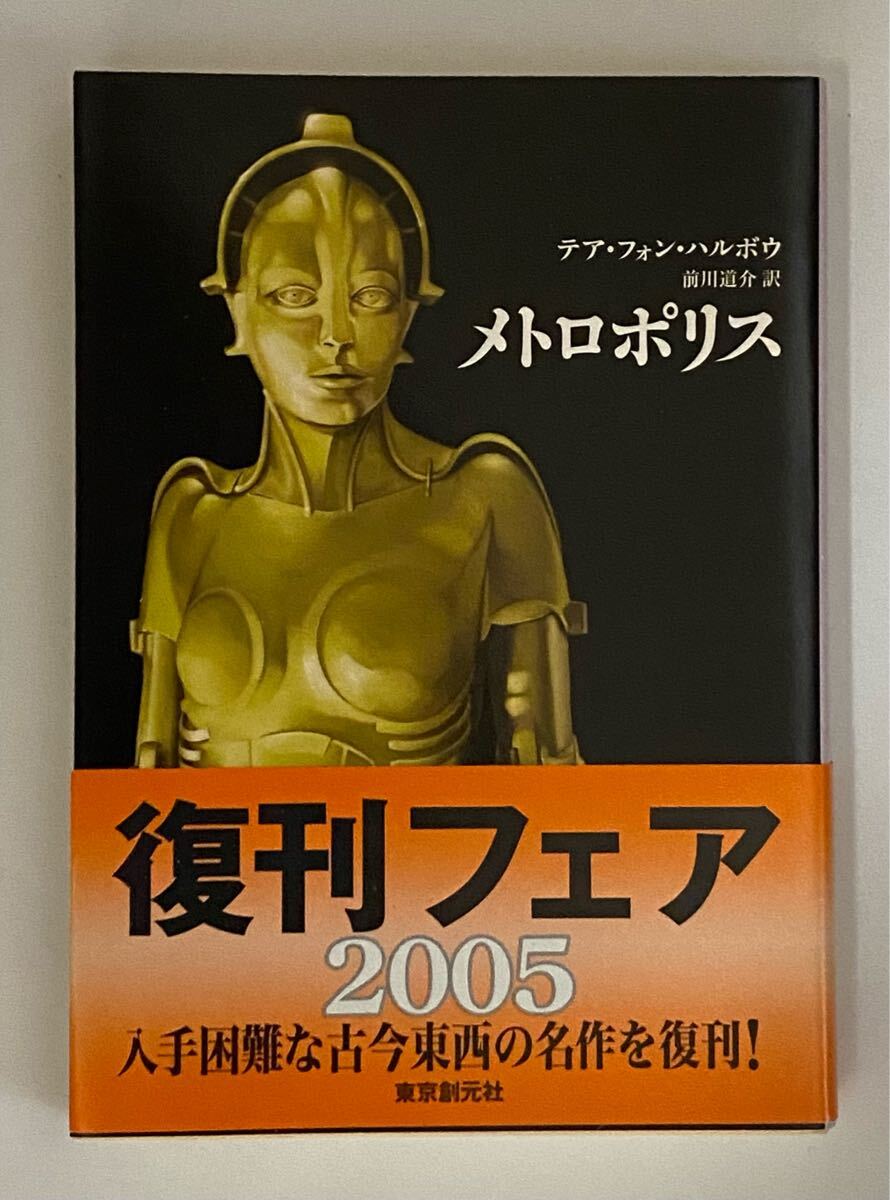 テア・フォン・ハルボウ
前川道介 訳
メトロポリス
復刊フェア
2005
入手困難な古今東西の名作を復刊!
東京創元社